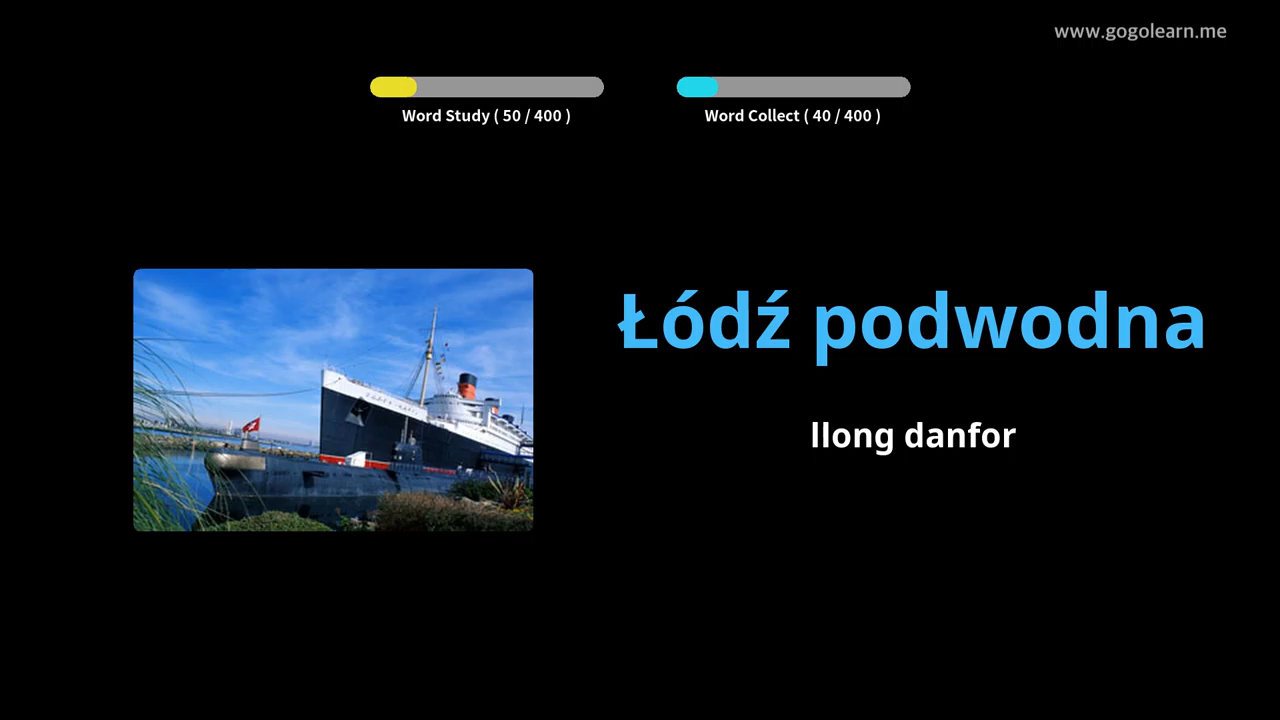 www.gogolearn.me
Word Study ( 50 / 400 )
Word Collect ( 40 / 400 )
Łódź podwodna
llong danfor